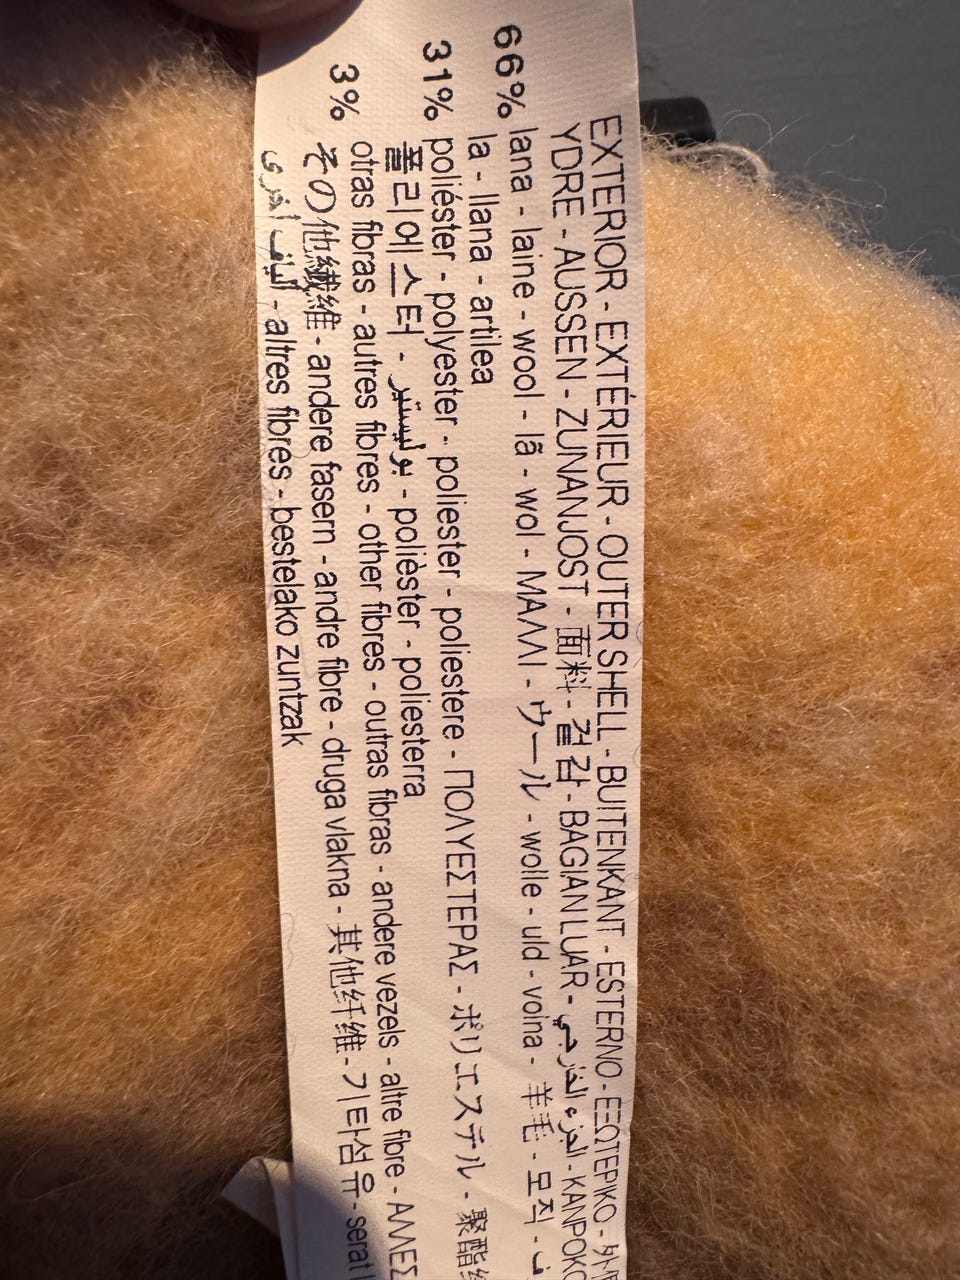 EXTERIOR - EXTÉRIEUR - OUTER SHELL - BUITENKANT - ESTERNO - ΕΞΩΤΕΡΙΚΟ -
YDRE - AUSSEN - ZUNANJOST - 面料 - 겉감 - BAGIAN LUAR - الجزء الخارجي -
66% lana - laine - wool - lã - wol - ΜΑΛΛΙ - ウール - wolle - uld - voina - 羊毛 - 모직 -
la - llana - artilea
31% poliéster - polyester - poliester - poliestere - ΠΟΛΥΕΣΤΕΡΑΣ - ポリエステル -
폴리에스터 - بوليستير - polièster - poliesterra
3% otras fibras - autres fibres - other fibres - outras fibras - andere vezels - altre fibre -
その他繊維 - andere fasern - andre fibre - druga vlakna - 其他纤维 - 기타섬유 -
ألياف أخرى - altres fibres - bestelako zuntzak